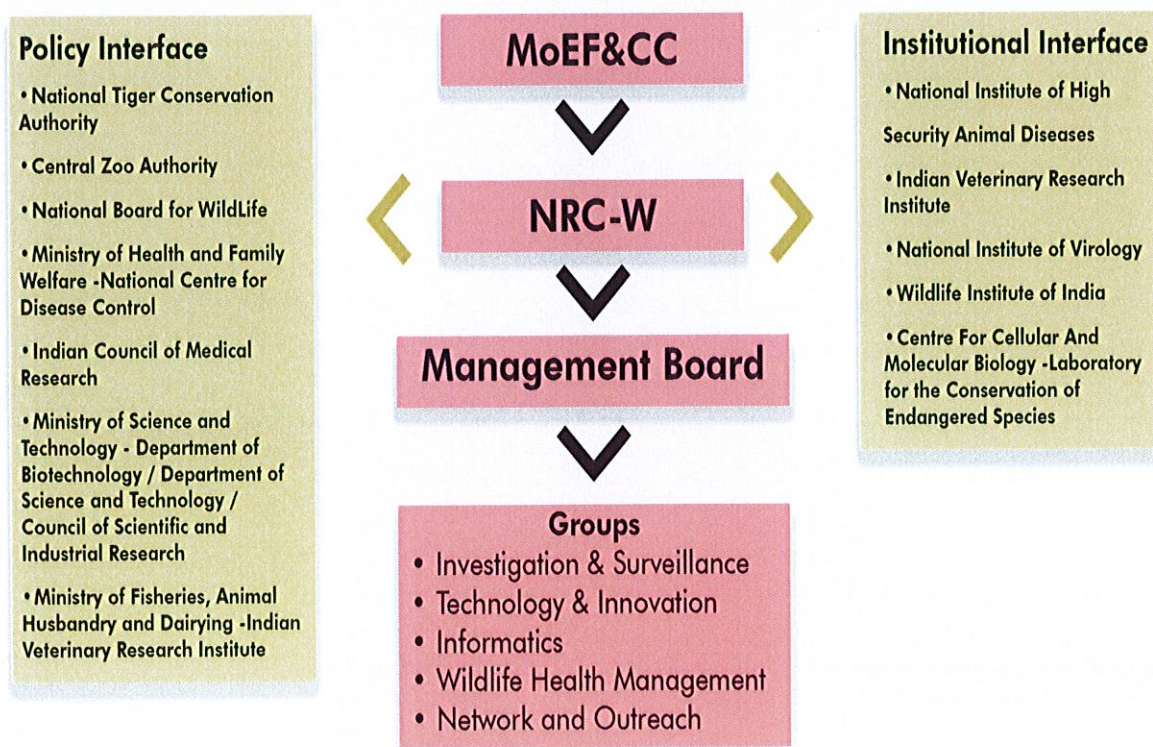 Policy Interface
•National Tiger Conservation
Authority
•Central Zoo Authority
•National Board for WildLife
•Ministry of Health and Family
Welfare -National Centre for
Disease Control
•Indian Council of Medical
Research
•Ministry of Science and
Technology - Department of
Biotechnology / Department of
Science and Technology /
Council of Scientific and
Industrial Research
•Ministry of Fisheries, Animal
Husbandry and Dairying -Indian
Veterinary Research Institute
MoEF&CC
NRC-W
Management Board
Groups
• Investigation & Surveillance
• Technology & Innovation
• Informatics
• Wildlife Health Management
• Network and Outreach
Institutional Interface
•National Institute of High
Security Animal Diseases
•Indian Veterinary Research
Institute
•National Institute of Virology
•Wildlife Institute of India
•Centre For Cellular And
Molecular Biology -Laboratory
for the Conservation of
Endangered Species